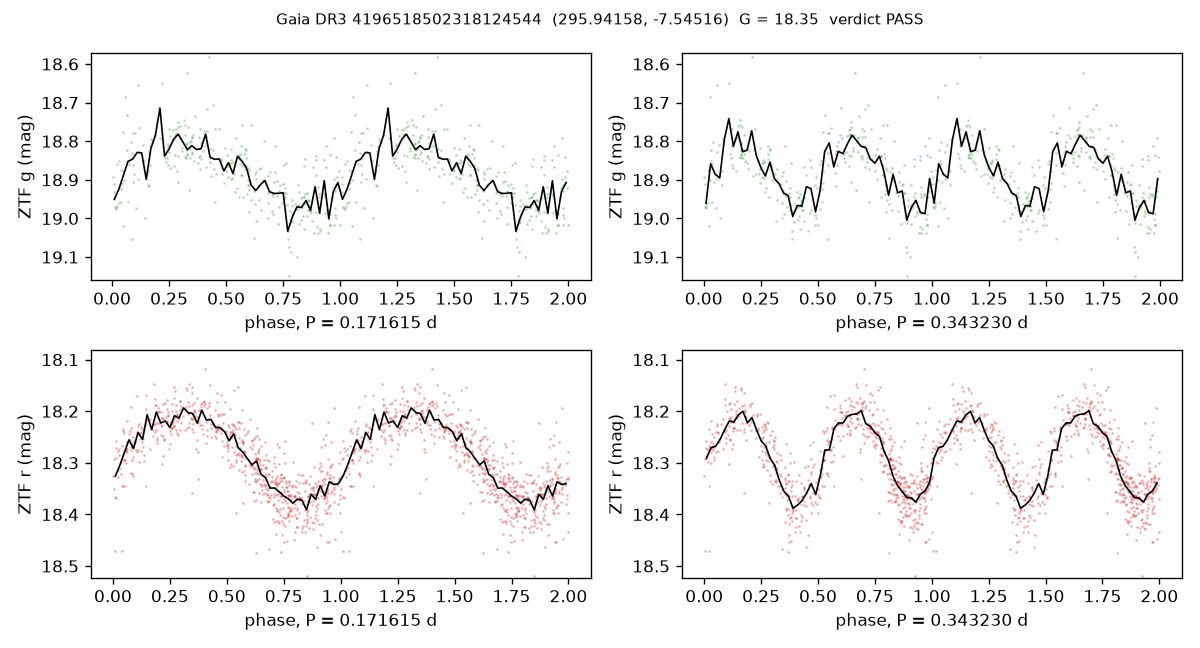 Gaia DR3 4196518502318124544 (295.94158, -7.54516) G = 18.35 verdict PASS
ZTF g (mag)
18.6
18.7
18.8
18.9
19.0
19.1
0.00 0.25 0.50 0.75 1.00 1.25 1.50 1.75 2.00
phase, P = 0.171615 d
ZTF g (mag)
18.6
18.7
18.8
18.9
19.0
19.1
0.00 0.25 0.50 0.75 1.00 1.25 1.50 1.75 2.00
phase, P = 0.343230 d
ZTF r (mag)
18.1
18.2
18.3
18.4
18.5
0.00 0.25 0.50 0.75 1.00 1.25 1.50 1.75 2.00
phase, P = 0.171615 d
ZTF r (mag)
18.1
18.2
18.3
18.4
18.5
0.00 0.25 0.50 0.75 1.00 1.25 1.50 1.75 2.00
phase, P = 0.343230 d